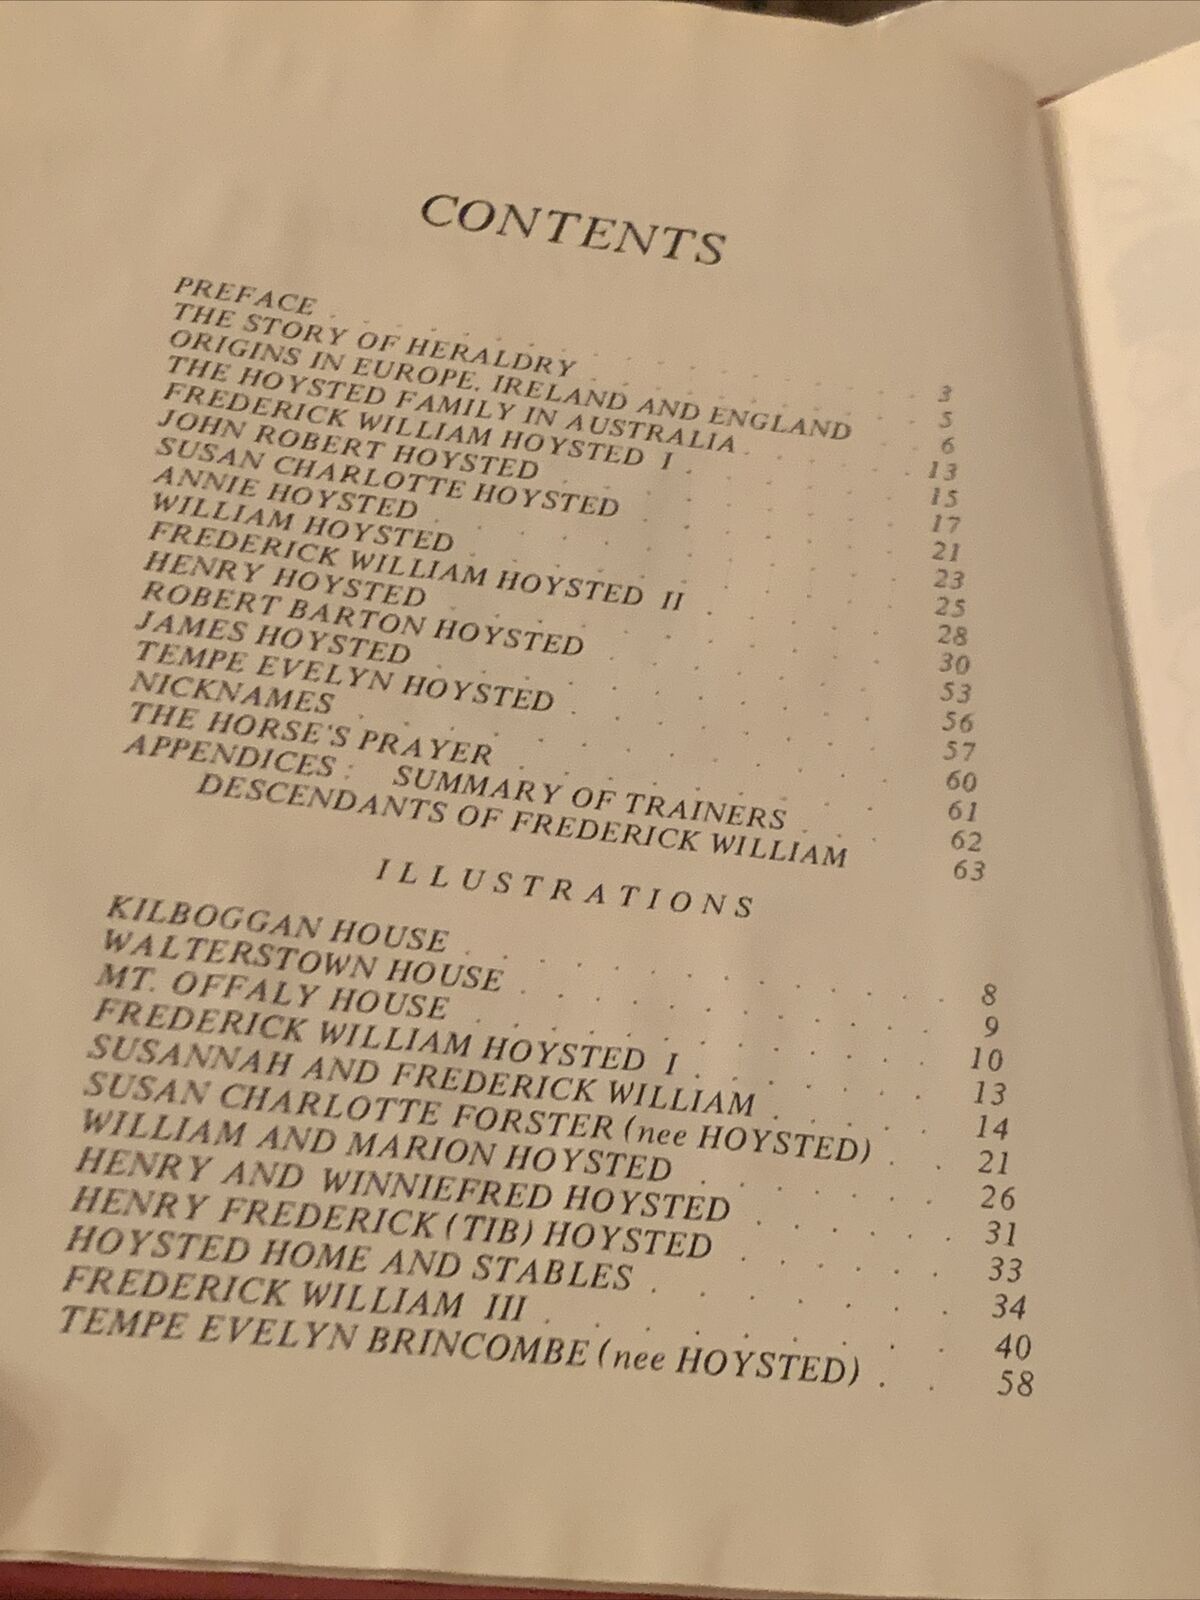 CONTENTS
PREFACE . . . . . . . . . . . 3
THE STORY OF HERALDRY . . . . . . . 5
ORIGINS IN EUROPE, IRELAND AND ENGLAND . . 6
THE HOYSTED FAMILY IN AUSTRALIA . . . . 13
FREDERICK WILLIAM HOYSTED I . . . . . 15
JOHN ROBERT HOYSTED . . . . . . . 17
SUSAN CHARLOTTE HOYSTED . . . . . . 21
ANNIE HOYSTED . . . . . . . . . 23
WILLIAM HOYSTED . . . . . . . . 25
FREDERICK WILLIAM HOYSTED II . . . . 28
HENRY HOYSTED . . . . . . . . . 30
ROBERT BARTON HOYSTED . . . . . . 53
JAMES HOYSTED . . . . . . . . . 56
TEMPE EVELYN HOYSTED . . . . . . . 57
NICKNAMES . . . . . . . . . . 60
THE HORSE'S PRAYER . . . . . . . . 61
APPENDICES : SUMMARY OF TRAINERS . . . 62
DESCENDANTS OF FREDERICK WILLIAM 63
ILLUSTRATIONS
KILBOGGAN HOUSE . . . . . . . . . 8
WALTERSTOWN HOUSE . . . . . . . . 9
MT. OFFALY HOUSE . . . . . . . . . 10
FREDERICK WILLIAM HOYSTED I . . . . . 13
SUSANNAH AND FREDERICK WILLIAM . . . . 14
SUSAN CHARLOTTE FORSTER (nee HOYSTED) . . 21
WILLIAM AND MARION HOYSTED . . . . . 26
HENRY AND WINNIEFRED HOYSTED . . . . . 31
HENRY FREDERICK (TIB) HOYSTED . . . . . 33
HOYSTED HOME AND STABLES . . . . . . 34
FREDERICK WILLIAM III . . . . . . . . 40
TEMPE EVELYN BRINCOMBE (nee HOYSTED) . . 58